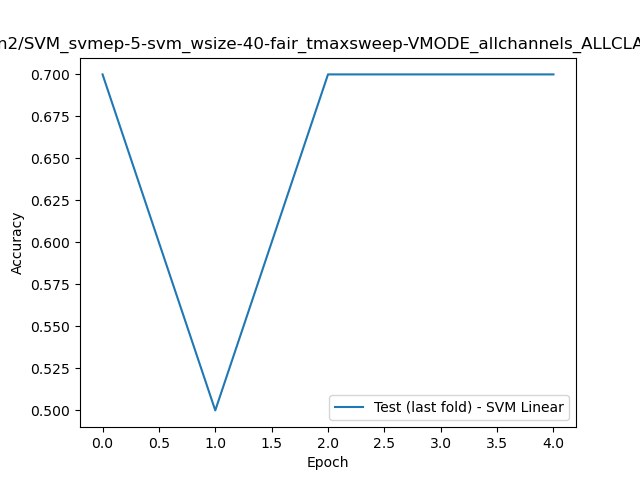 n2/SVM_svmep-5-svm_wsize-40-fair_tmaxsweep-VMODE_allchannels_ALLCLA
0.700
0.675
0.650
0.625
0.600
0.575
0.550
0.525
0.500
Accuracy
Test (last fold) - SVM Linear
0.0 0.5 1.0 1.5 2.0 2.5 3.0 3.5 4.0
Epoch